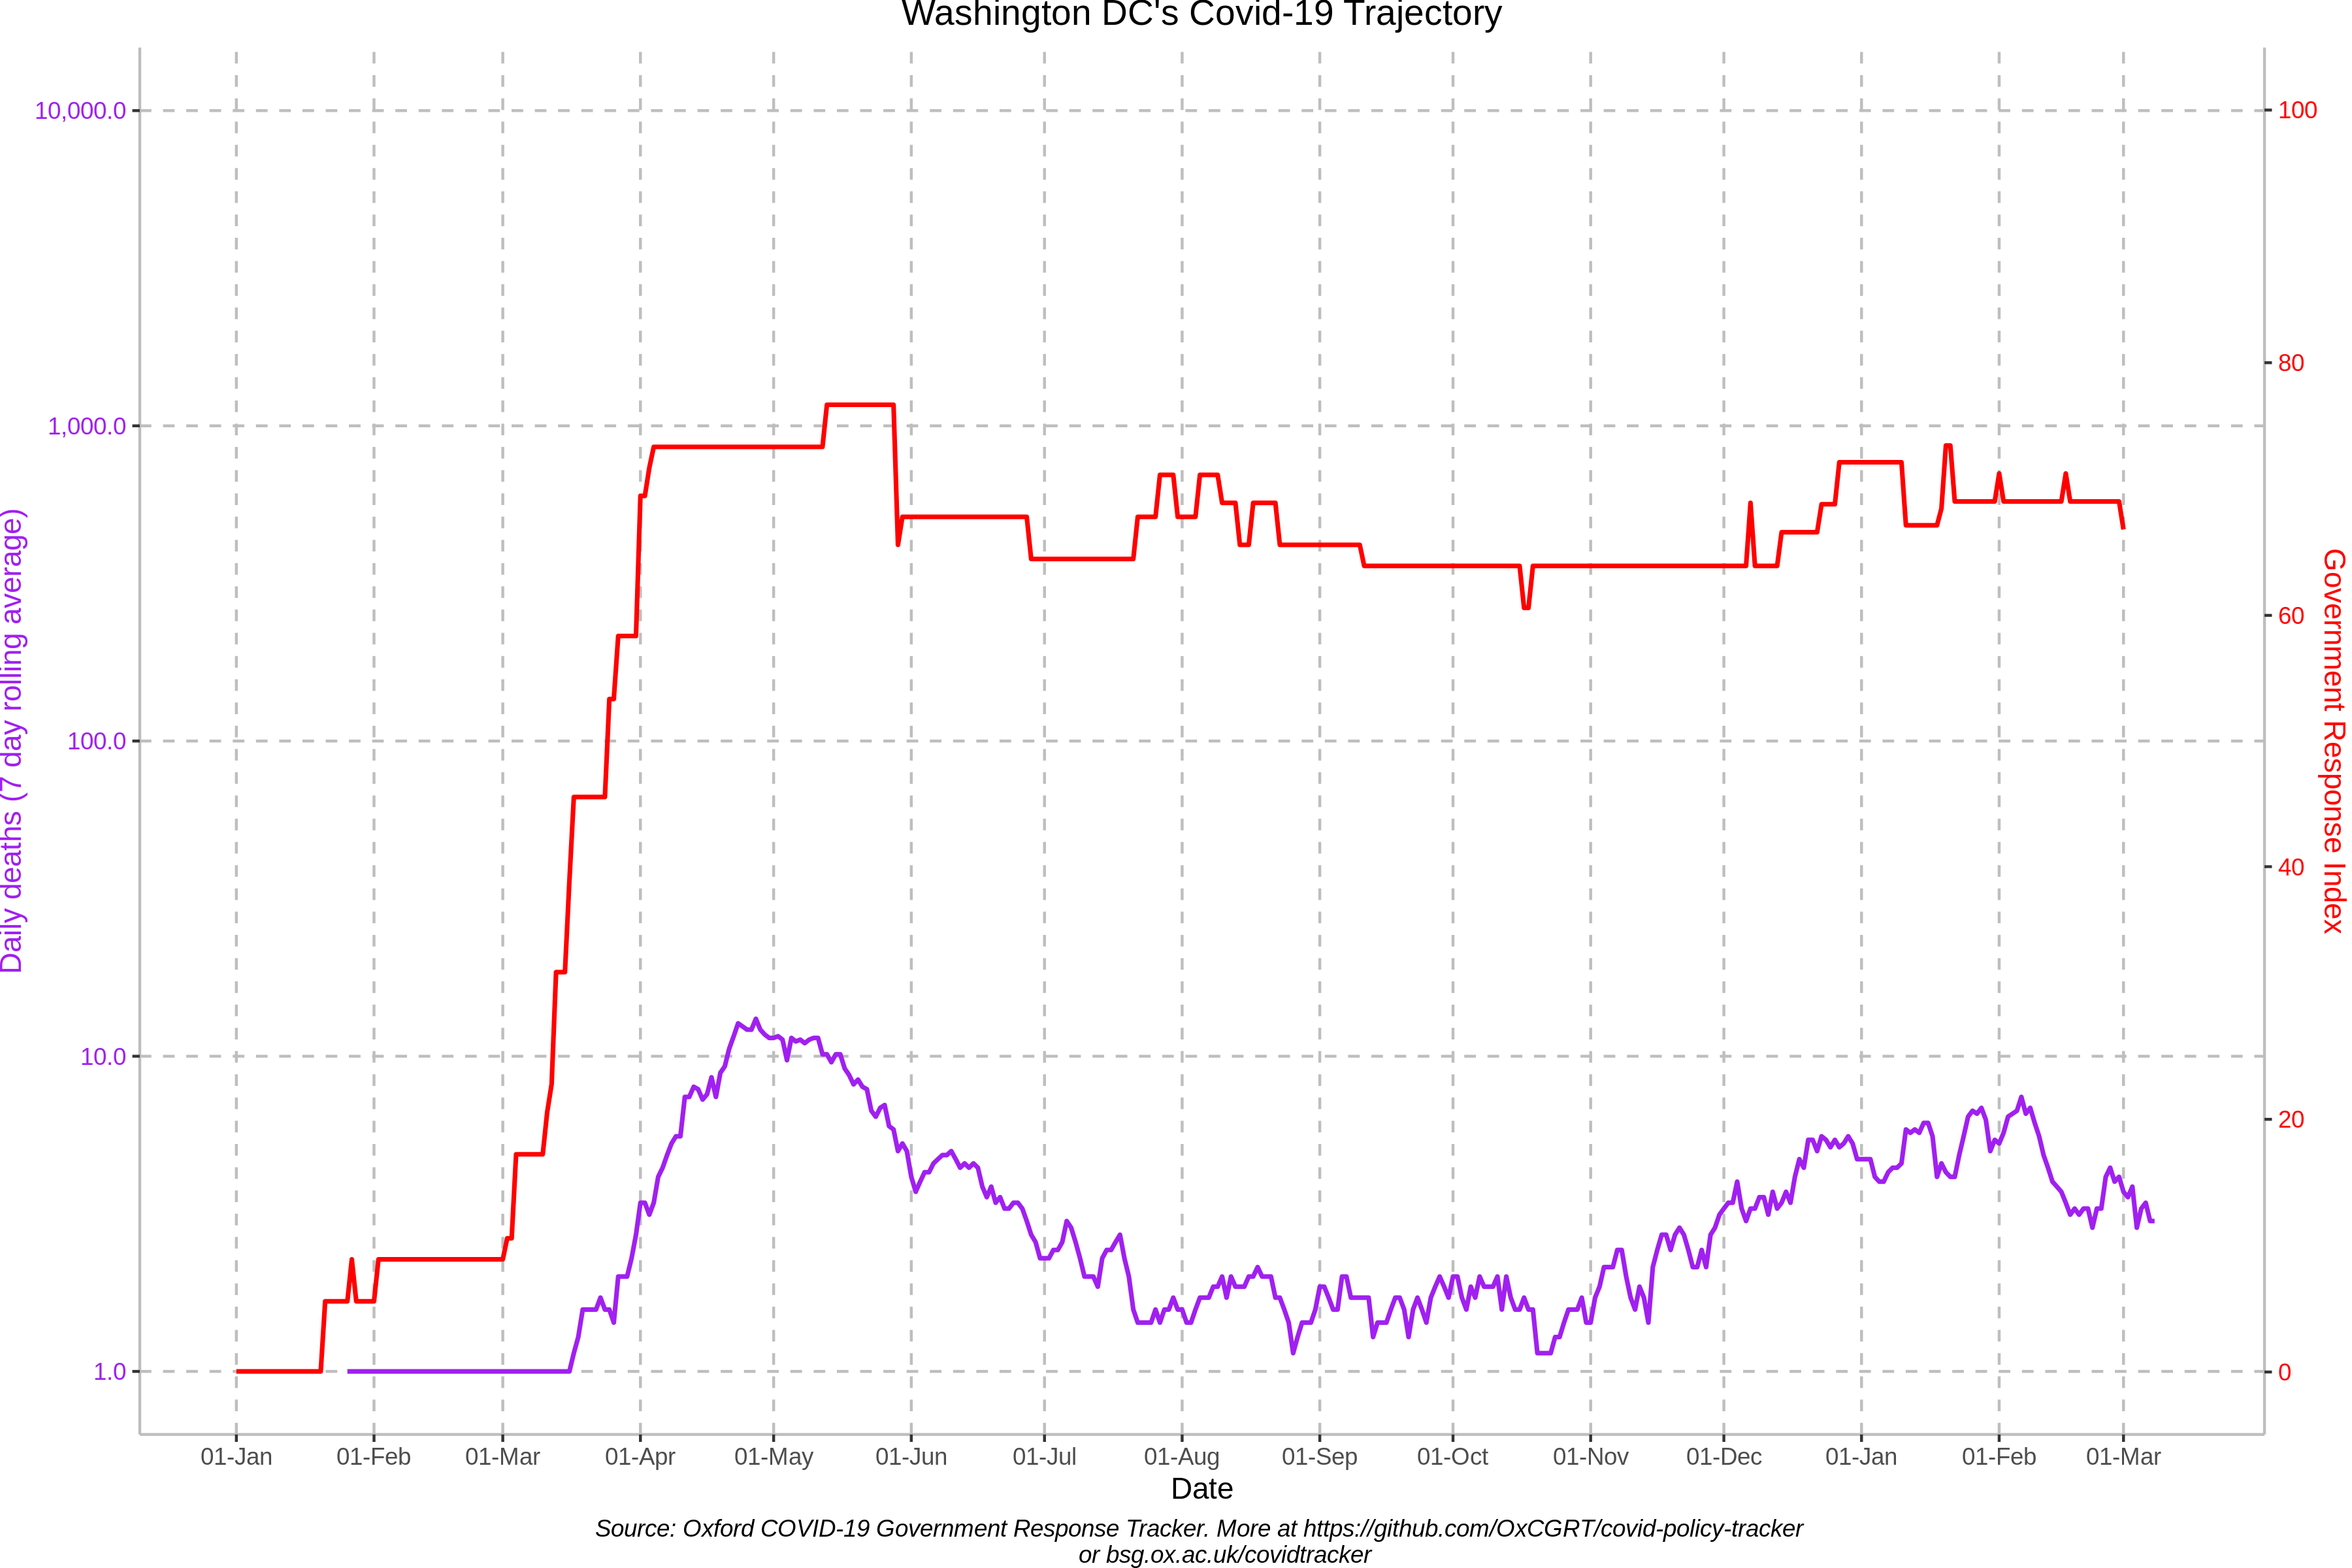 Washington DC's Covid-19 Trajectory
10,000.0
1,000.0
100.0
10.0
1.0
Daily deaths (7 day rolling average)
100
80
60
40
20
0
Government Response Index
01-Jan 01-Feb 01-Mar 01-Apr 01-May 01-Jun 01-Jul 01-Aug 01-Sep 01-Oct 01-Nov 01-Dec 01-Jan 01-Feb 01-Mar
Date
Source: Oxford COVID-19 Government Response Tracker. More at https://github.com/OxCGRT/covid-policy-tracker
or bsg.ox.ac.uk/covidtracker